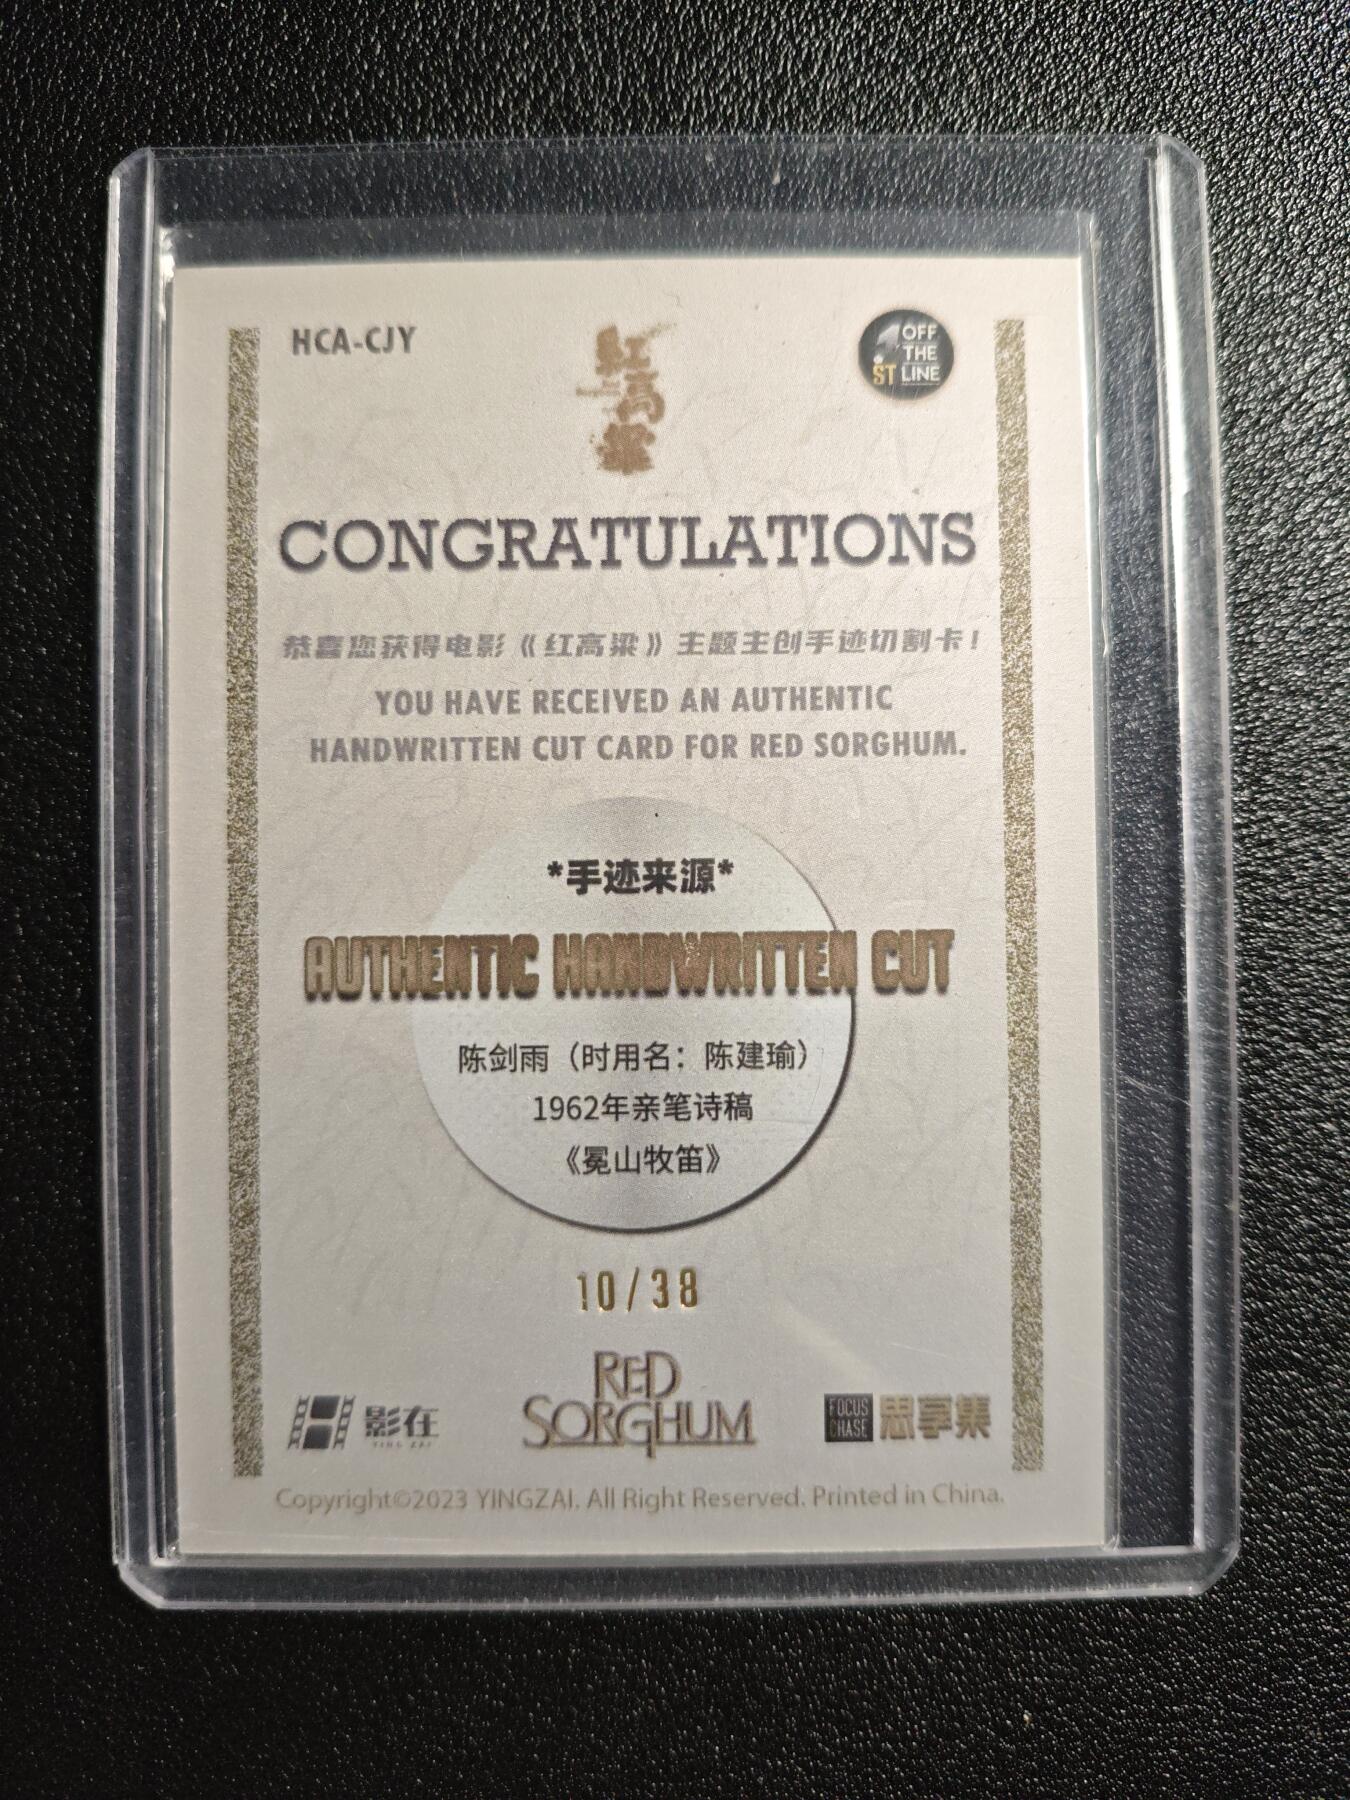 HCA-CJY
紅高粱
1ST OFF THE LINE
CONGRATULATIONS
恭喜您获得电影《红高粱》主题主创手迹切割卡！
YOU HAVE RECEIVED AN AUTHENTIC
HANDWRITTEN CUT CARD FOR RED SORGHUM.
*手迹来源*
AUTHENTIC HANDWRITTEN CUT
陈剑雨（时用名：陈建瑜）
1962年亲笔诗稿
《冕山牧笛》
10/38
影在
YING ZAI
RED
SORGHUM
FOCUS
CHASE
思享集
Copyright©2023 YINGZAI. All Right Reserved. Printed in China.